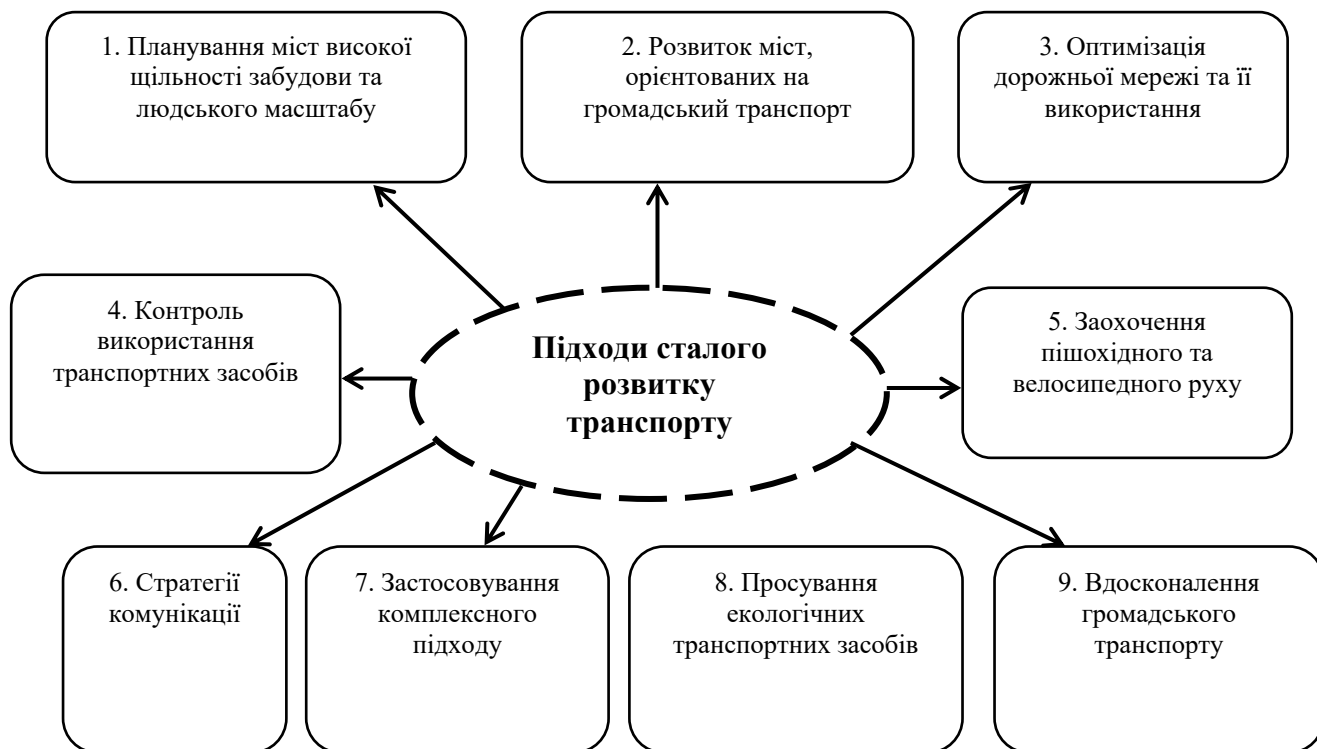 1. Планування міст високої
щільності забудови та
людського масштабу
2. Розвиток міст,
орієнтованих на
громадський транспорт
3. Оптимізація
дорожньої мережі та її
використання
4. Контроль
використання
транспортних засобів
Підходи сталого
розвитку
транспорту
5. Заохочення
пішохідного та
велосипедного руху
6. Стратегії
комунікації
7. Застосовування
комплексного
підходу
8. Просування
екологічних
транспортних засобів
9. Вдосконалення
громадського
транспорту